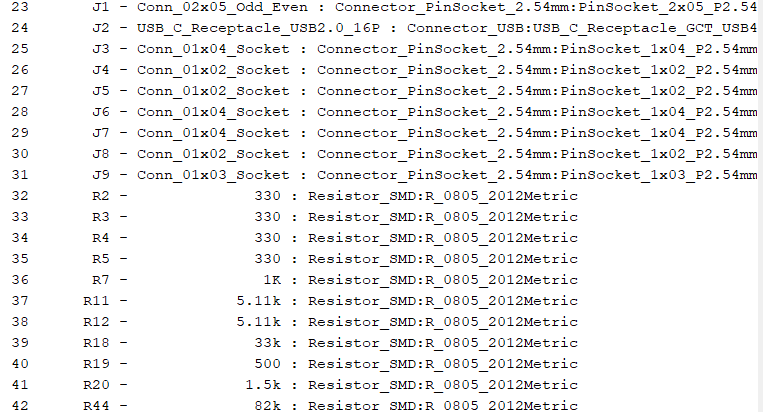 23 J1 - Conn_02x05_Odd_Even : Connector_PinSocket_2.54mm:PinSocket_2x05_P2.54
24 J2 - USB_C_Receptacle_USB2.0_16P : Connector_USB:USB_C_Receptacle_GCT_USB4
25 J3 - Conn_01x04_Socket : Connector_PinSocket_2.54mm:PinSocket_1x04_P2.54mm
26 J4 - Conn_01x02_Socket : Connector_PinSocket_2.54mm:PinSocket_1x02_P2.54mm
27 J5 - Conn_01x02_Socket : Connector_PinSocket_2.54mm:PinSocket_1x02_P2.54mm
28 J6 - Conn_01x04_Socket : Connector_PinSocket_2.54mm:PinSocket_1x04_P2.54mm
29 J7 - Conn_01x04_Socket : Connector_PinSocket_2.54mm:PinSocket_1x04_P2.54mm
30 J8 - Conn_01x02_Socket : Connector_PinSocket_2.54mm:PinSocket_1x02_P2.54mm
31 J9 - Conn_01x03_Socket : Connector_PinSocket_2.54mm:PinSocket_1x03_P2.54mm
32 R2 - 330 : Resistor_SMD:R_0805_2012Metric
33 R3 - 330 : Resistor_SMD:R_0805_2012Metric
34 R4 - 330 : Resistor_SMD:R_0805_2012Metric
35 R5 - 330 : Resistor_SMD:R_0805_2012Metric
36 R7 - 1K : Resistor_SMD:R_0805_2012Metric
37 R11 - 5.11k : Resistor_SMD:R_0805_2012Metric
38 R12 - 5.11k : Resistor_SMD:R_0805_2012Metric
39 R18 - 33k : Resistor_SMD:R_0805_2012Metric
40 R19 - 500 : Resistor_SMD:R_0805_2012Metric
41 R20 - 1.5k : Resistor_SMD:R_0805_2012Metric
42 R44 - 82k : Resistor_SMD:R_0805_2012Metric